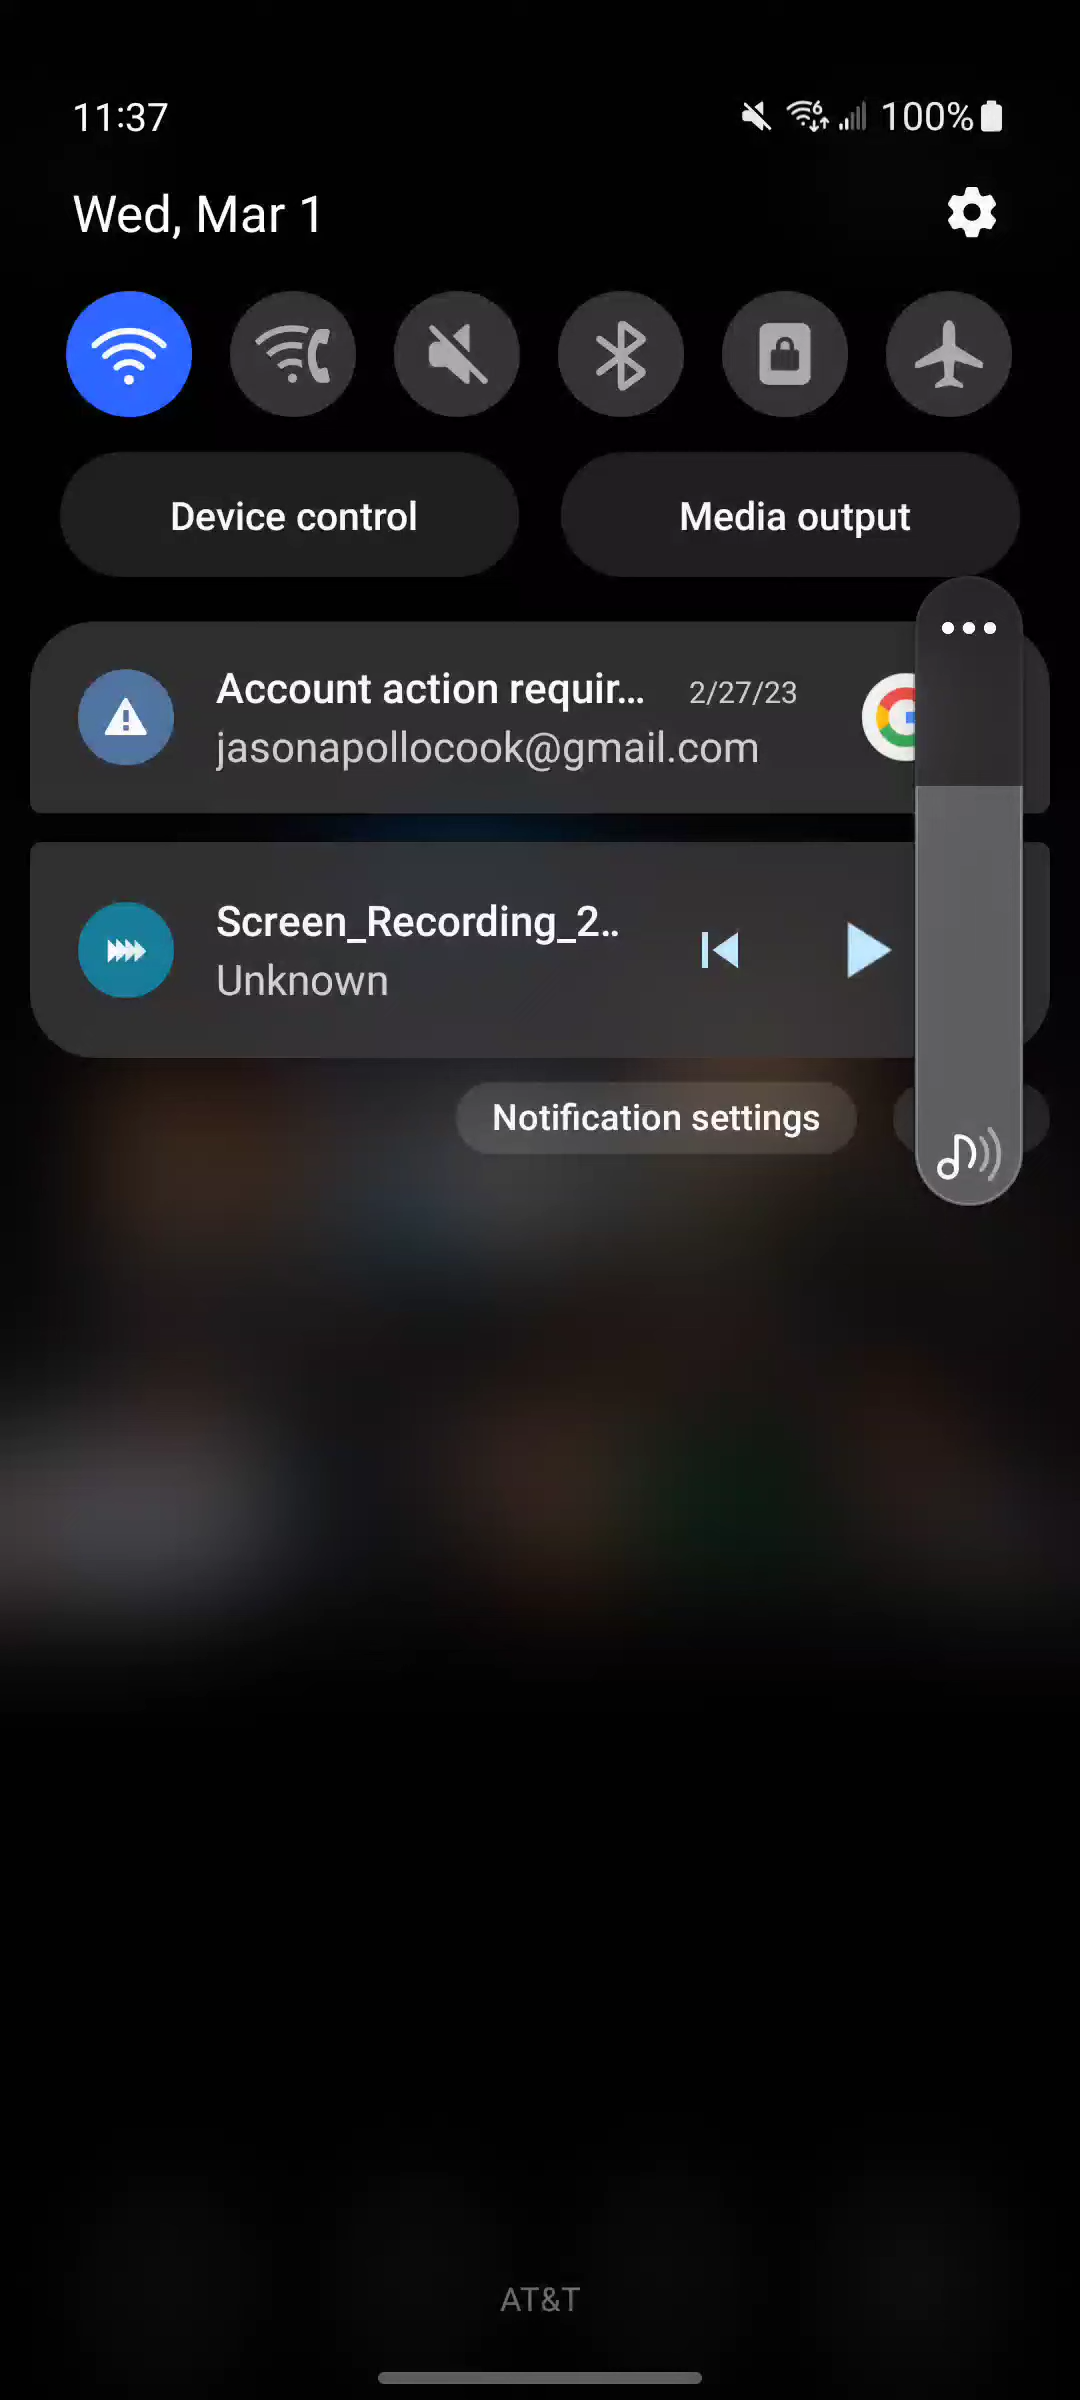 11:37
100%
Wed, Mar 1
Device control
Media output
Account action requir...
2/27/23
jasonapollocook@gmail.com
Screen_Recording_2..
Unknown
Notification settings
AT&T